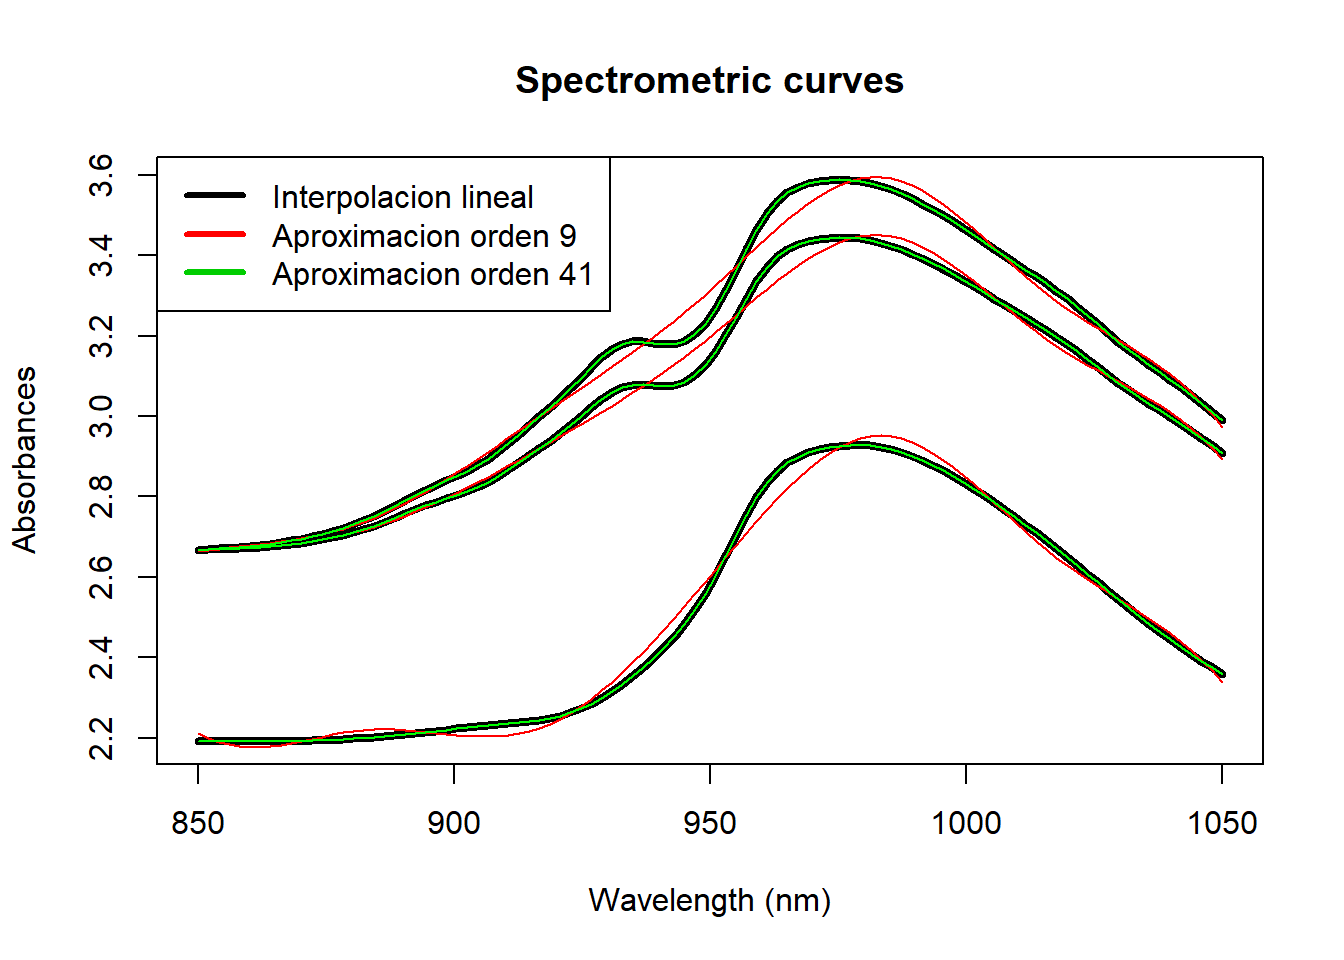 Spectrometric curves
Interpolacion lineal
Aproximacion orden 9
Aproximacion orden 41
Absorbances
3.6
3.4
3.2
3.0
2.8
2.6
2.4
2.2
850 900 950 1000 1050
Wavelength (nm)